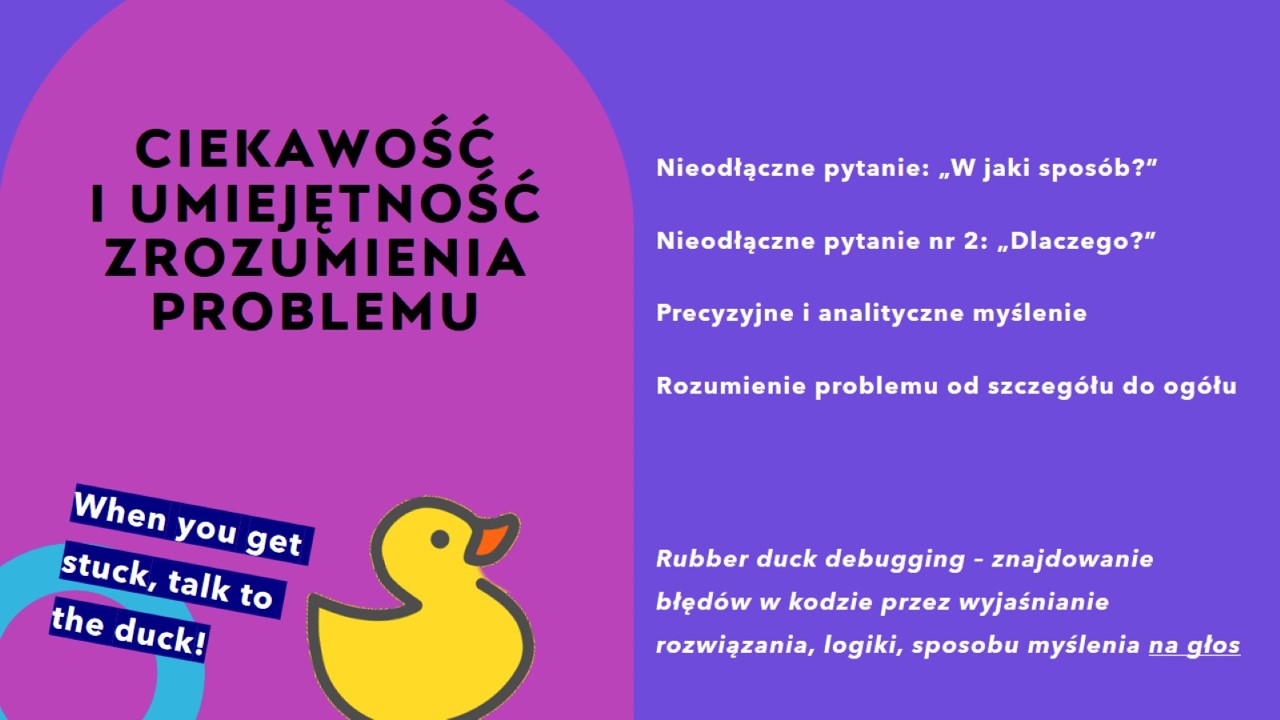 CIEKAWOŚĆ
I UMIEJĘTNOŚĆ
ZROZUMIENIA
PROBLEMU
When you get
stuck, talk to
the duck!
Nieodłączne pytanie: „W jaki sposób?”
Nieodłączne pytanie nr 2: „Dlaczego?”
Precyzyjne i analityczne myślenie
Rozumienie problemu od szczegółu do ogółu
Rubber duck debugging – znajdowanie
błędów w kodzie przez wyjaśnianie
rozwiązania, logiki, sposobu myślenia na głos